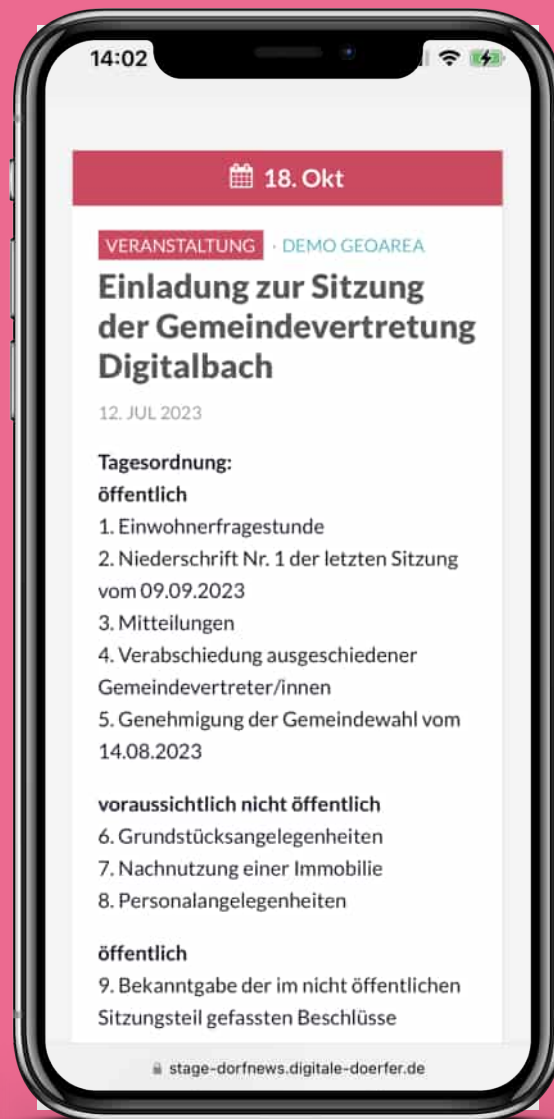 14:02
18. Okt
VERANSTALTUNG · DEMO GEOAREA
Einladung zur Sitzung
der Gemeindevertretung
Digitalbach
12. JUL 2023
Tagesordnung:
öffentlich
1. Einwohnerfragestunde
2. Niederschrift Nr. 1 der letzten Sitzung
vom 09.09.2023
3. Mitteilungen
4. Verabschiedung ausgeschiedener
Gemeindevertreter/innen
5. Genehmigung der Gemeindewahl vom
14.08.2023
voraussichtlich nicht öffentlich
6. Grundstücksangelegenheiten
7. Nachnutzung einer Immobilie
8. Personalangelegenheiten
öffentlich
9. Bekanntgabe der im nicht öffentlichen
Sitzungsteil gefassten Beschlüsse
stage-dorfnews.digitale-doerfer.de